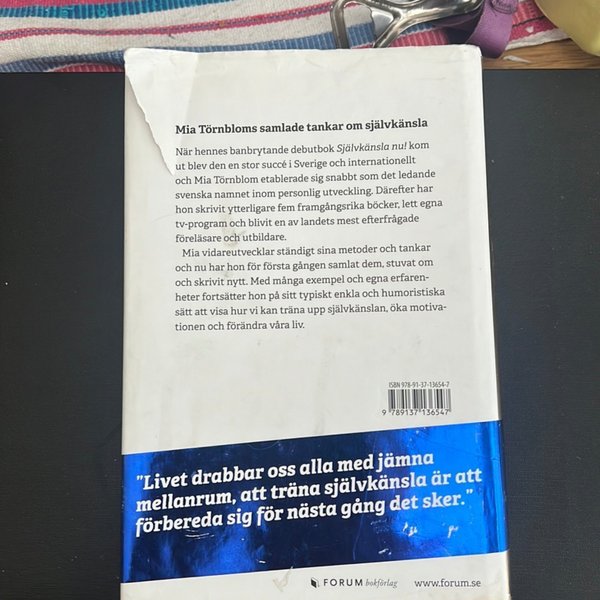 Mia Törnbloms samlade tankar om självkänsla
När hennes banbrytande debutbok Självkänsla nu! kom
ut blev den en stor succé i Sverige och internationellt
och Mia Törnblom etablerade sig snabbt som det ledande
svenska namnet inom personlig utveckling. Därefter har
hon skrivit ytterligare fem framgångsrika böcker, lett egna
tv-program och blivit en av landets mest efterfrågade
föreläsare och utbildare.
Mia vidareutvecklar ständigt sina metoder och tankar
och nu har hon för första gången samlat dem, stuvat om
och skrivit nytt. Med många exempel och egna erfaren-
heter fortsätter hon på sitt typiskt enkla och humoristiska
sätt att visa hur vi kan träna upp självkänslan, öka motiva-
tionen och förändra våra liv.
ISBN 978-91-37-13654-7
9 789137 136547
"Livet drabbar oss alla med jämna
mellanrum, att träna självkänsla är att
förbereda sig för nästa gång det sker."
FORUM bokförlag www.forum.se